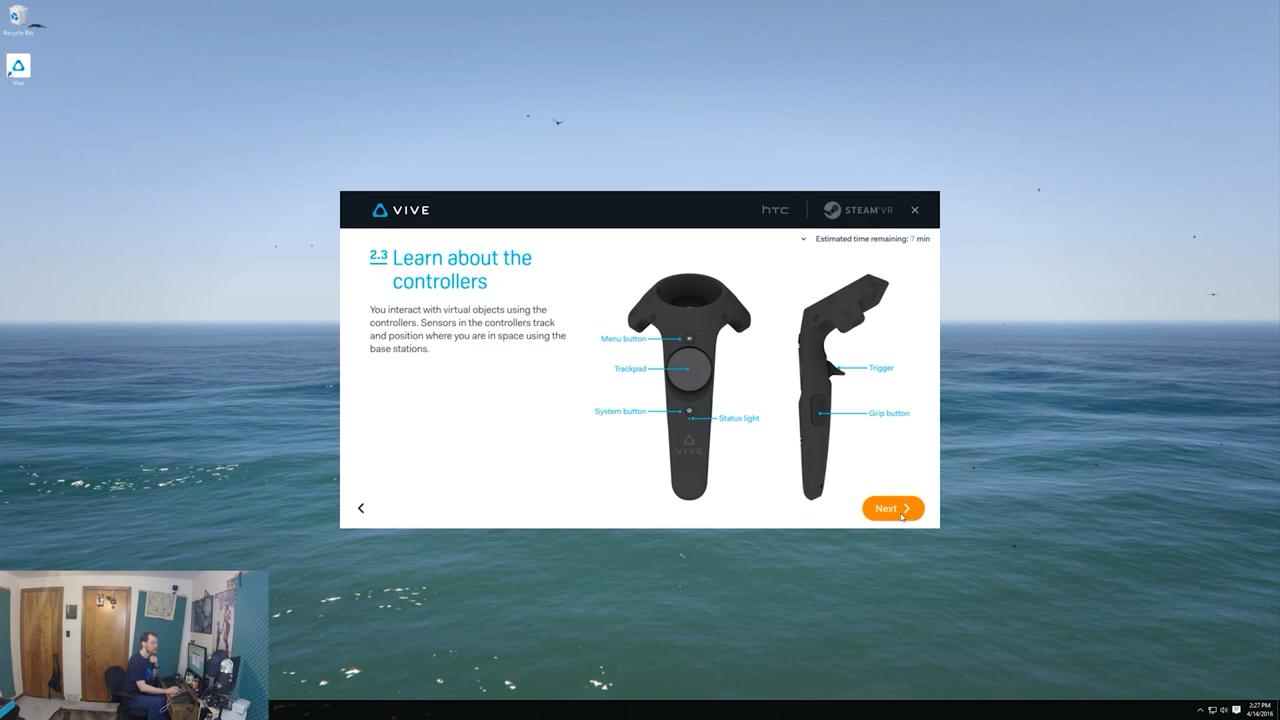 Recycle Bin
Vive
VIVE
hTC
STEAM VR
Estimated time remaining: 7 min
2.3 Learn about the
controllers
You interact with virtual objects using the
controllers. Sensors in the controllers track
and position where you are in space using the
base stations.
Menu button
Trackpad
System button
Status light
VIVE
Trigger
Grip button
Next
2:27 PM
4/14/2016